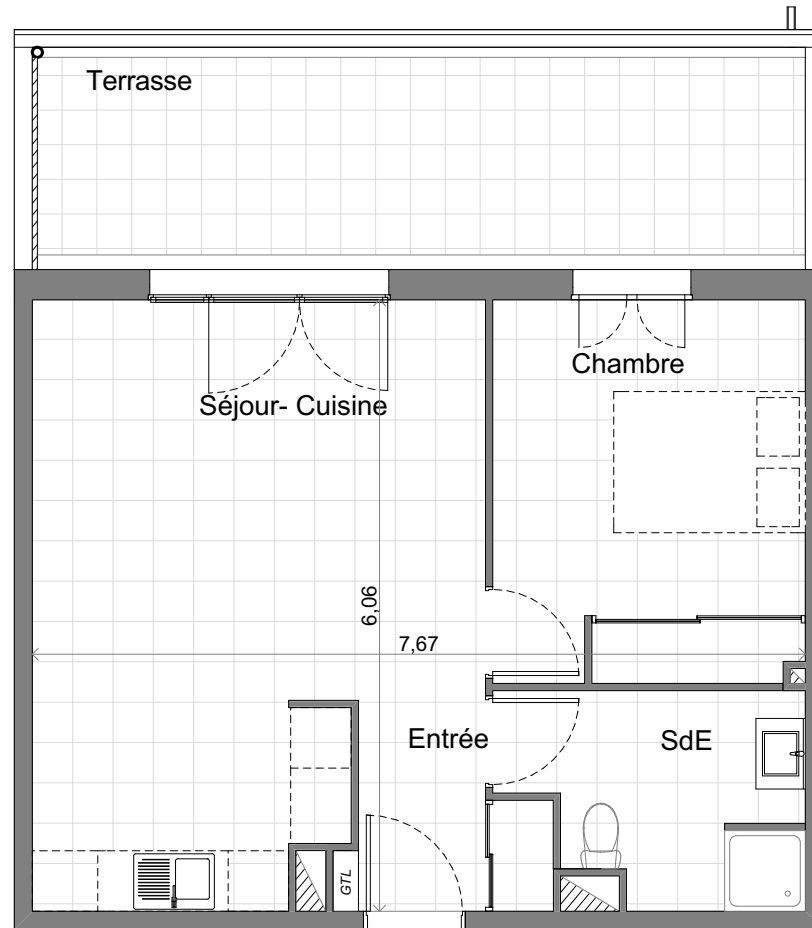 Terrasse
Chambre
Séjour- Cuisine
6,06
7,67
Entrée
SdE
GTL